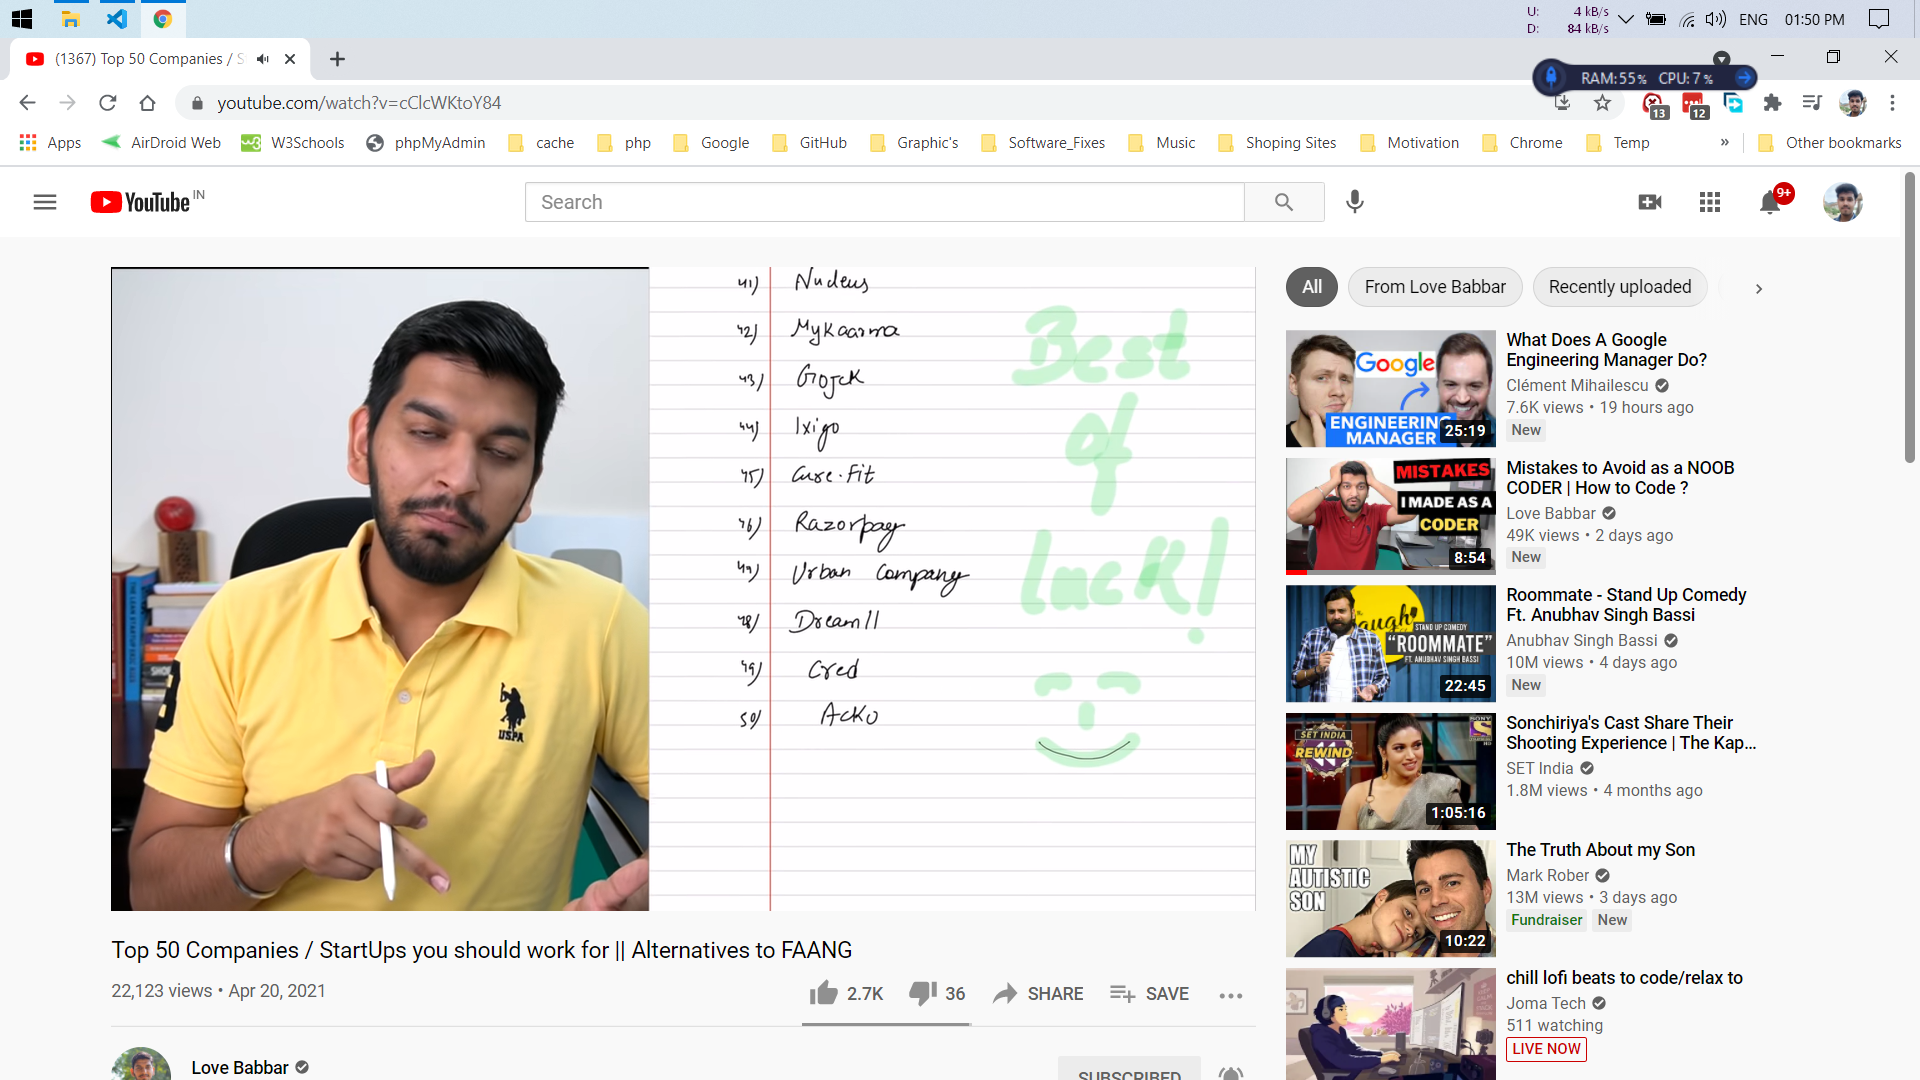 U: 4 kB/s
D: 84 kB/s
ENG 01:50 PM
(1367) Top 50 Companies / S
RAM:55% CPU:7%
youtube.com/watch?v=cClcWKtoY84
13
12
Apps AirDroid Web W3Schools phpMyAdmin cache php Google GitHub Graphic's Software_Fixes Music Shoping Sites Motivation Chrome Temp » Other bookmarks
YouTube IN
Search
9+
41) Nucleus
42) MyKaarma
43) Gojek
44) Ixigo
45) Cure.Fit
46) Razorpay
47) Urban Company
48) Dream11
49) Cred
50) Acko
Best
of
luck!
USPA
Top 50 Companies / StartUps you should work for || Alternatives to FAANG
22,123 views • Apr 20, 2021
2.7K 36 SHARE SAVE
Love Babbar
SUBSCRIBED
All From Love Babbar Recently uploaded
Google
ENGINEERING
MANAGER
25:19
What Does A Google
Engineering Manager Do?
Clément Mihailescu
7.6K views • 19 hours ago
New
MISTAKES
I MADE AS A
CODER
8:54
Mistakes to Avoid as a NOOB
CODER | How to Code ?
Love Babbar
49K views • 2 days ago
New
STAND UP COMEDY
“ROOMMATE”
FT. ANUBHAV SINGH BASSI
22:45
Roommate - Stand Up Comedy
Ft. Anubhav Singh Bassi
Anubhav Singh Bassi
10M views • 4 days ago
New
SET INDIA
REWIND
SONY
1:05:16
Sonchiriya's Cast Share Their
Shooting Experience | The Kap...
SET India
1.8M views • 4 months ago
MY
AUTISTIC
SON
10:22
The Truth About my Son
Mark Rober
13M views • 3 days ago
Fundraiser New
chill lofi beats to code/relax to
Joma Tech
511 watching
LIVE NOW